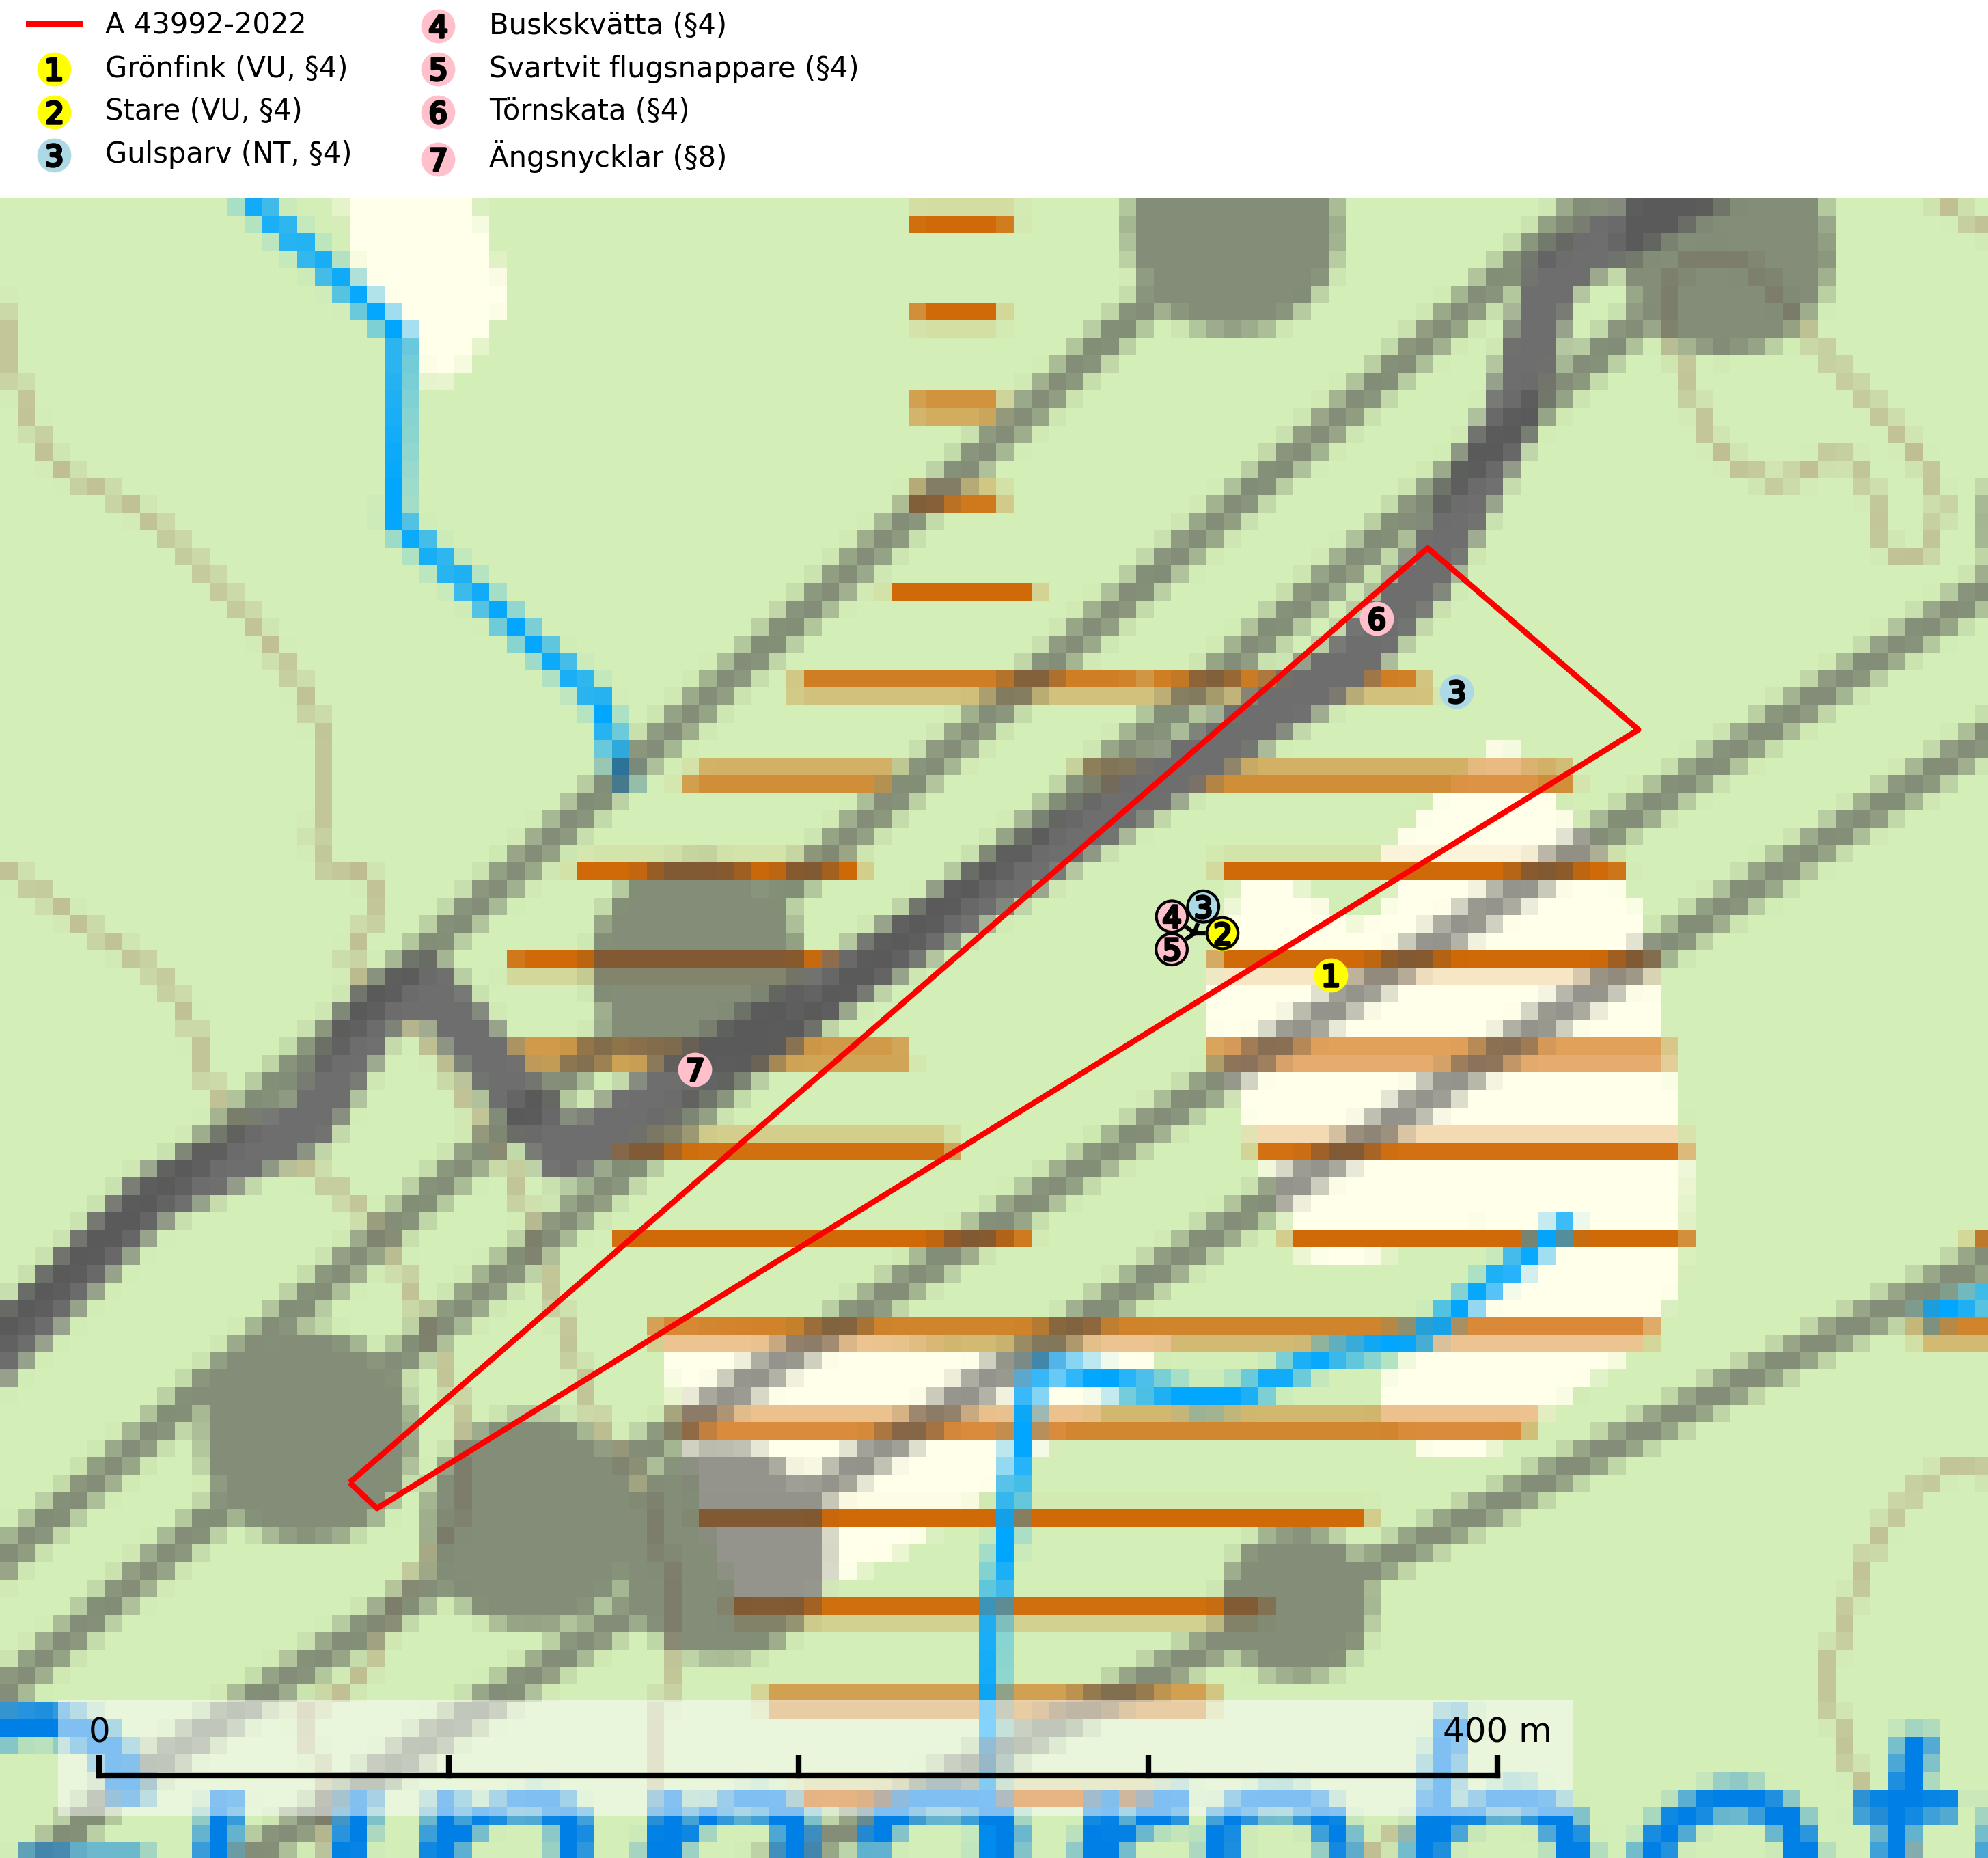 A 43992-2022
1 Grönfink (VU, §4)
2 Stare (VU, §4)
3 Gulsparv (NT, §4)
4 Buskskvätta (§4)
5 Svartvit flugsnappare (§4)
6 Törnskata (§4)
7 Ängsnycklar (§8)
6
3
4 3
2
5
1
7
0 400 m